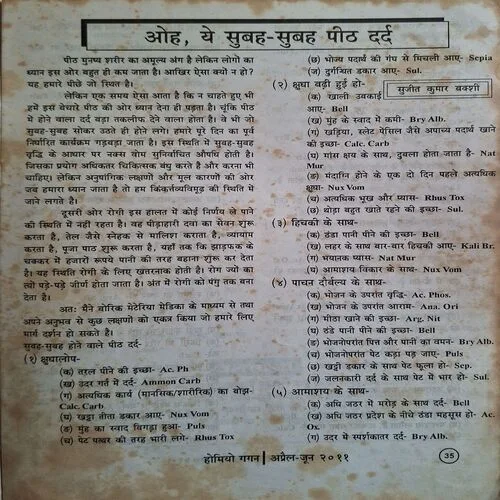 ओह, ये सुबह-सुबह पीठ दर्द
पीठ मुनष्य शरीर का अमूल्य अंग है लेकिन लोगों का
ध्यान इस ओर बहुत ही कम जाता है। आखिर ऐसा क्यो न हो?
यह हमारे पीछे जो स्थित है।
लेकिन एक समय ऐसा आता है कि न चाहते हुए भी
हमें इस बेचारे पीठ की ओर ध्यान देना ही पड़ता है। चूंकि पीठ
में होने वाला दर्द बड़ा तकलीफ देने वाला होता है। वे भी जो
सुबह-सुबह सोकर उठते ही होने लगे। हमारे पूरे दिन का पूर्व
निर्धारित कार्यक्रम गड़बड़ा जाता है। इस स्थिति में सुबह-सुबह
वृद्धि के आधार पर नक्स वोम सुनिर्वाचित औषधि होती है।
जिसका प्रयोग अधिकतर चिकित्सक बंधु करते है और करना भी
चाहिए। लेकिन अनुषांगिक लक्षणों और मूल कारणों की ओर
जब हमारा ध्यान जाता है तो हम किंकर्त्तव्यविमूढ़ की स्थिति में
जाने लगते है।
दूसरी ओर रोगी इस हालत में कोई निर्णय ले पाने
की स्थिति में नहीं रहता है। वह पीड़ाहारी दवा का सेवन शुरू
करता है, तेल जैसे स्नेहक से मालिश कराता है, व्यायाम
करता है, पूजा पाठ शुरू करता है, यहाँ तक कि झाड़फूक के
चक्कर में हजारो रूपये पानी की तरह बहाना शुरू कर देता
है। यह स्थिति रोगी के लिए खतरनाक होती है। रोग ज्यो का
त्यो पड़े-पड़े जीर्ण होता जाता है। अंत में रोगी को पंगु तक बना
देता है।
अतः मैंने बोरिक मेटेरिया मेडिका के माध्यम से तथा
अपने अनुभव से कुछ लक्षणों को एकत्र किया जो हमारे लिए
मार्ग दर्शन हो सकते है।
सुबह-सुबह होने वाले पीठ दर्द-
(१) क्षुधालोप-
(क) तरल पीने की इच्छा- Ac. Ph
(ख) उदर गर्त में दर्द- Ammon Carb
(ग) अत्यधिक कार्य (मानसिक/शारीरिक) का बोझ-
Calc. Carb
(घ) खट्टा होता डकार आए- Nux Vom
(ङ) मुंह का स्वाद बिगड़ा हुआ- Puls
(च) पेट पत्थर की तरह भारी लगे- Rhus Tox
(छ) भोज्य पदार्थ की गंध से मिचली आए- Sepia
(ज) दुर्गन्धित डकार आए- Sul.
(२) क्षुधा बढ़ी हुई हो-
सुजीत कुमार बक्शी
(क) खाली उबकाई
आए- Bell
(ख) मुंह के स्वाद में कमी- Bry Alb.
(ग) खड़िया, स्लेट पेंसिल जैसे अपाच्य पदार्थ खाने
की इच्छा- Calc. Carb
(घ) मांस क्षय के साथ, दुबला होता जाता है- Nat
Mur
(ङ) मंदाग्नि होने के एक दो दिन पहले अत्यधिक
क्षुधा- Nux Vom
(च) अत्यधिक भूख और प्यास- Rhus Tox
(छ) थोड़ा बहुत खाते रहने की इच्छा- Sul.
(३) हिचकी के साथ-
(क) ठंडा पानी पीने की इच्छा- Bell
(ख) लहर के साथ बार-बार हिचकी आए- Kali Br.
(ग) भयानक प्यास- Nat Mur
(घ) आमाशय विकार के साथ- Nux Vom
(४) पाचन दौर्बल्य के साथ-
(क) भोजन के उपरांत वृद्धि- Ac. Phos.
(ख) भोजन के उपरांत आराम- Ana. Ori
(ग) मीठा खाने की इच्छा- Arg. Nit
(घ) ठंडे पानी पीने की इच्छा- Bell
(ङ) भोजनोपरांत पित्त और पानी का वमन- Bry Alb.
(च) भोजनोपरांत पेट कड़ा पड़ जाए- Puls
(छ) खट्टी डकार के साथ पेट फूला हो- Sep.
(ज) जलनकारी दर्द के साथ पेट में भार हो- Sul.
(५) आमाशय के साथ-
(क) अधि जठर में मरोड़ के साथ दर्द- Bell
(ख) अधि जठर प्रदेश के नीचे ठंडा महसूस हो- Ac.
Ox.
(ग) उदर में स्पर्शकातर दर्द- Bry Alb.
होमियो गगन | अप्रैल-जून २०११
35